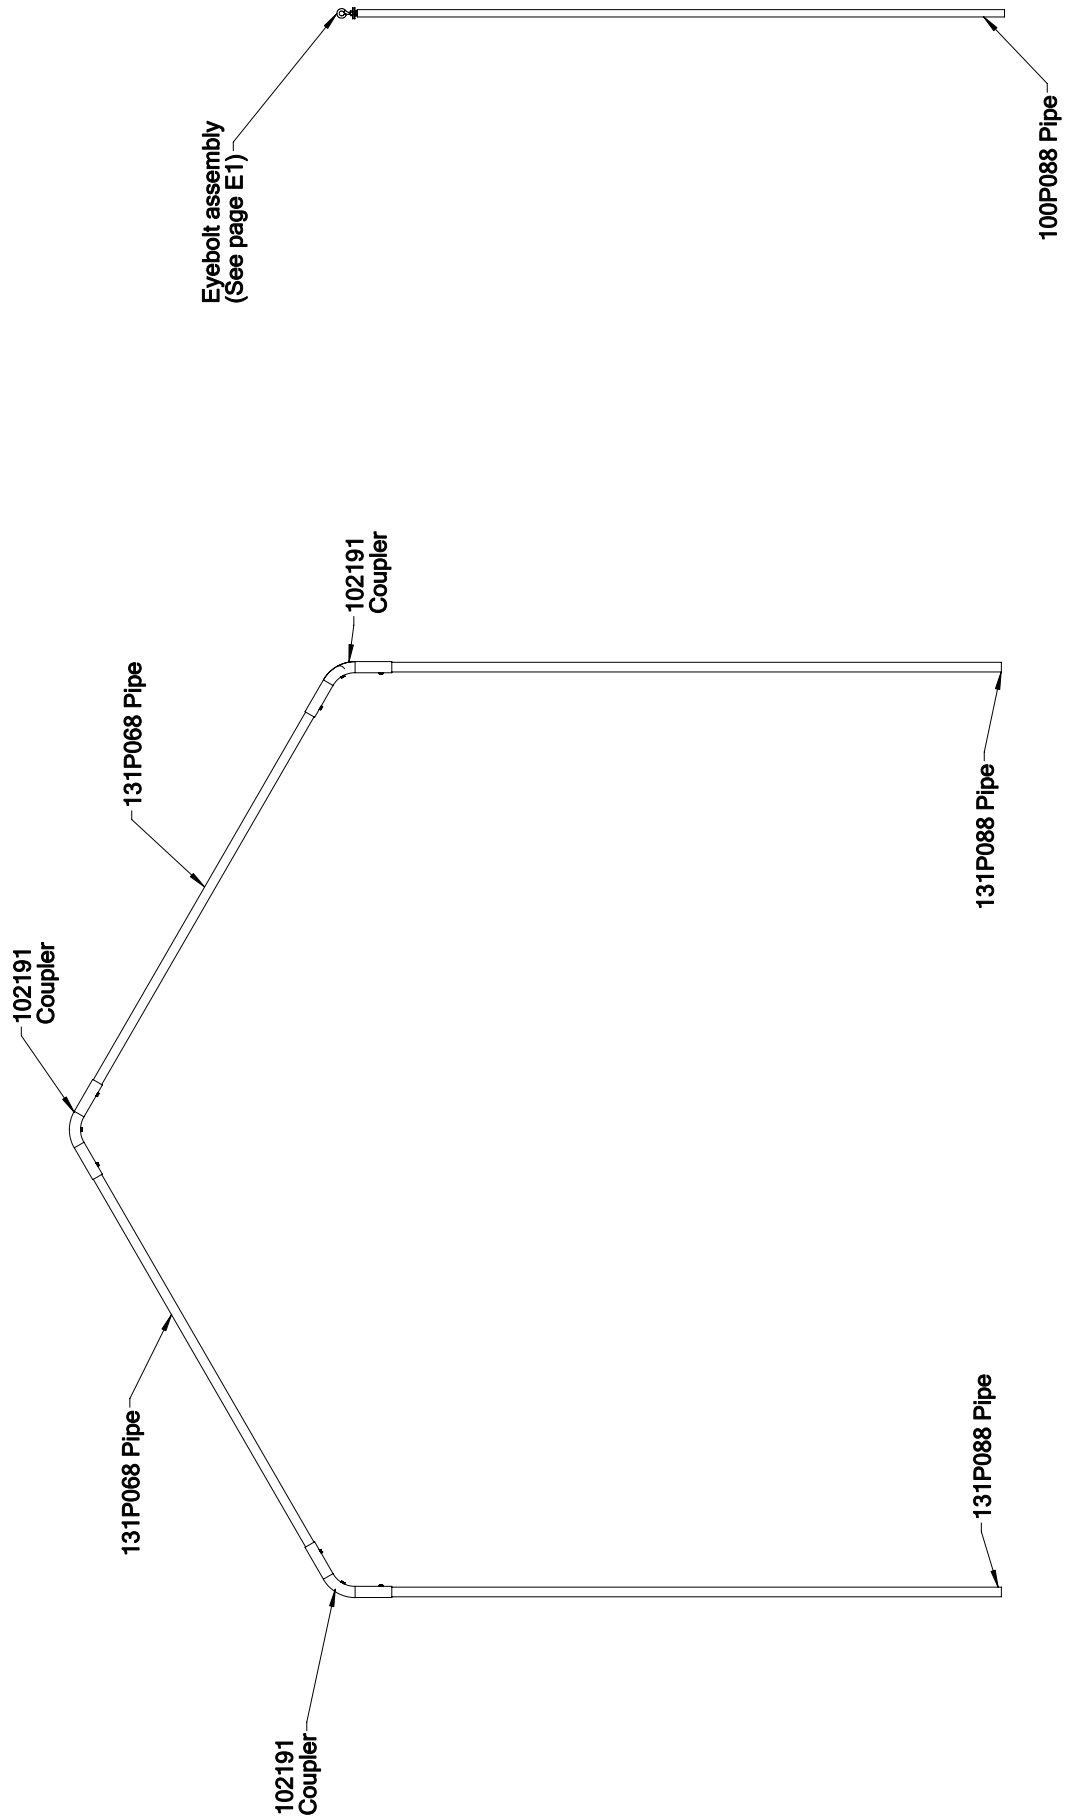 102191
Coupler
131P068 Pipe
131P068 Pipe
102191
Coupler
102191
Coupler
131P088 Pipe
131P088 Pipe
Eyebolt assembly
(See page E1)
100P088 Pipe